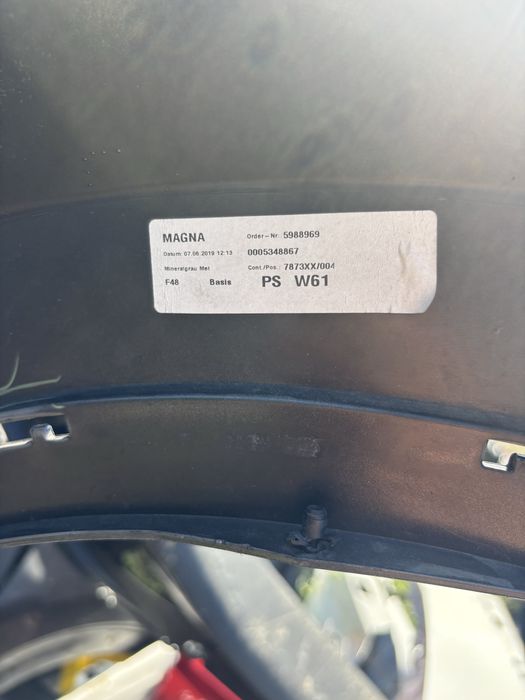 MAGNA Order-Nr: 5988969
Datum: 07.06.2019 12:13 0005348867
Mineralgrau Met Cont./Pos.: 7873XX/004
F48 Basis PS W61